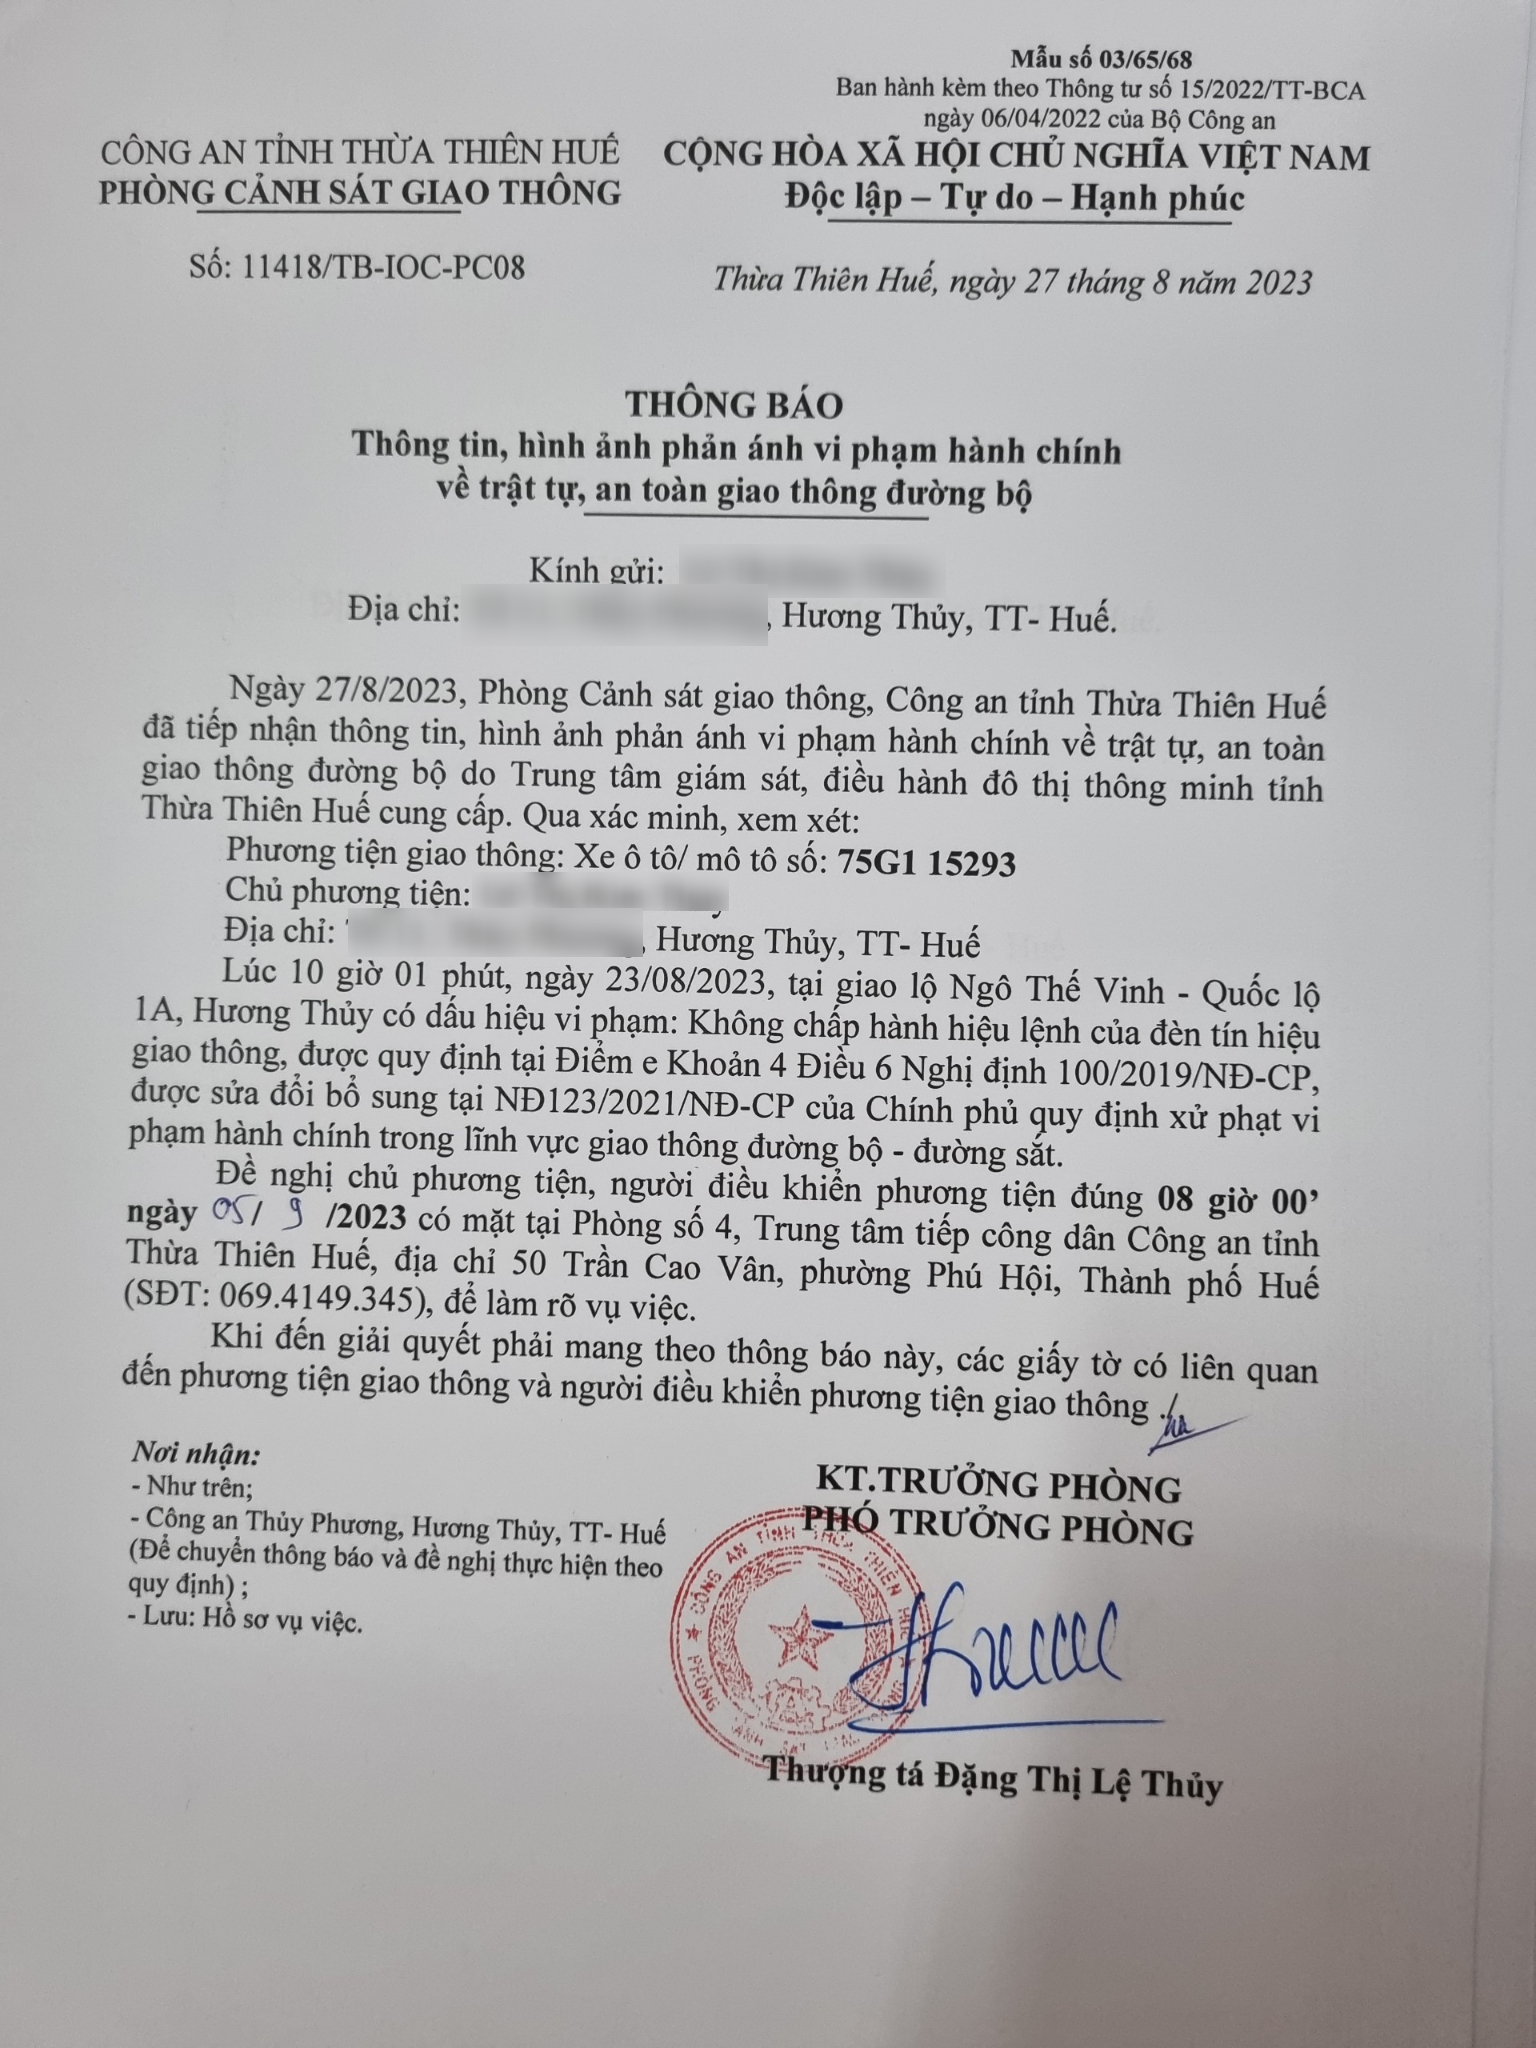 Mẫu số 03/65/68
Ban hành kèm theo Thông tư số 15/2022/TT-BCA
ngày 06/04/2022 của Bộ Công an
CÔNG AN TỈNH THỪA THIÊN HUẾ
PHÒNG CẢNH SÁT GIAO THÔNG
CỘNG HÒA XÃ HỘI CHỦ NGHĨA VIỆT NAM
Độc lập – Tự do – Hạnh phúc
Số: 11418/TB-IOC-PC08
Thừa Thiên Huế, ngày 27 tháng 8 năm 2023
THÔNG BÁO
Thông tin, hình ảnh phản ánh vi phạm hành chính
về trật tự, an toàn giao thông đường bộ
Kính gửi:
Địa chỉ: , Hương Thủy, TT- Huế.
Ngày 27/8/2023, Phòng Cảnh sát giao thông, Công an tỉnh Thừa Thiên Huế
đã tiếp nhận thông tin, hình ảnh phản ánh vi phạm hành chính về trật tự, an toàn
giao thông đường bộ do Trung tâm giám sát, điều hành đô thị thông minh tỉnh
Thừa Thiên Huế cung cấp. Qua xác minh, xem xét:
Phương tiện giao thông: Xe ô tô/ mô tô số: 75G1 15293
Chủ phương tiện:
Địa chỉ: , Hương Thủy, TT- Huế
Lúc 10 giờ 01 phút, ngày 23/08/2023, tại giao lộ Ngô Thế Vinh - Quốc lộ
1A, Hương Thủy có dấu hiệu vi phạm: Không chấp hành hiệu lệnh của đèn tín hiệu
giao thông, được quy định tại Điểm e Khoản 4 Điều 6 Nghị định 100/2019/NĐ-CP,
được sửa đổi bổ sung tại NĐ123/2021/NĐ-CP của Chính phủ quy định xử phạt vi
phạm hành chính trong lĩnh vực giao thông đường bộ - đường sắt.
Đề nghị chủ phương tiện, người điều khiển phương tiện đúng 08 giờ 00’
ngày 05/ 9 /2023 có mặt tại Phòng số 4, Trung tâm tiếp công dân Công an tỉnh
Thừa Thiên Huế, địa chỉ 50 Trần Cao Vân, phường Phú Hội, Thành phố Huế
(SĐT: 069.4149.345), để làm rõ vụ việc.
Khi đến giải quyết phải mang theo thông báo này, các giấy tờ có liên quan
đến phương tiện giao thông và người điều khiển phương tiện giao thông ./.
Nơi nhận:
- Như trên;
- Công an Thủy Phương, Hương Thủy, TT- Huế
(Để chuyển thông báo và đề nghị thực hiện theo
quy định) ;
- Lưu: Hồ sơ vụ việc.
KT.TRƯỞNG PHÒNG
PHÓ TRƯỞNG PHÒNG
CÔNG AN TỈNH THỪA THIÊN HUẾ
PHÒNG CẢNH SÁT GIAO THÔNG
Thượng tá Đặng Thị Lệ Thủy